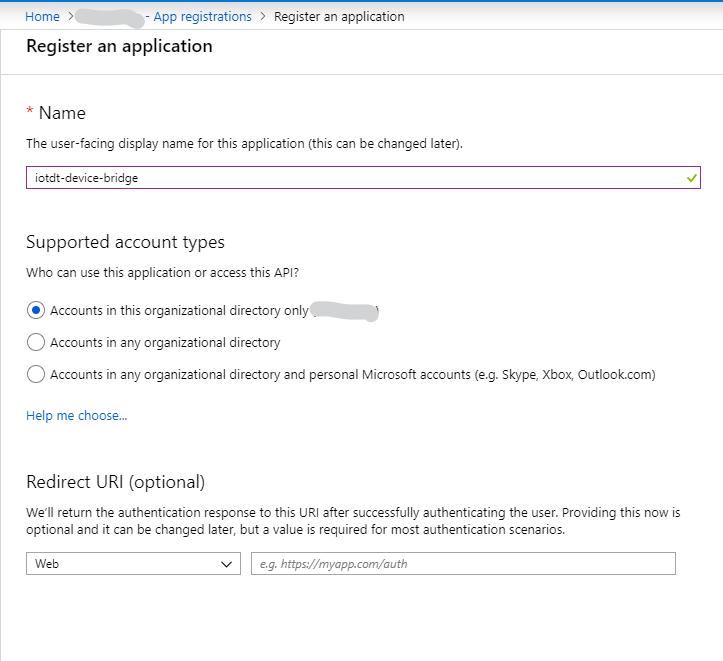 Home > - App registrations > Register an application
Register an application
* Name
The user-facing display name for this application (this can be changed later).
iotdt-device-bridge
Supported account types
Who can use this application or access this API?
Accounts in this organizational directory only
Accounts in any organizational directory
Accounts in any organizational directory and personal Microsoft accounts (e.g. Skype, Xbox, Outlook.com)
Help me choose...
Redirect URI (optional)
We'll return the authentication response to this URI after successfully authenticating the user. Providing this now is
optional and it can be changed later, but a value is required for most authentication scenarios.
Web
e.g. https://myapp.com/auth